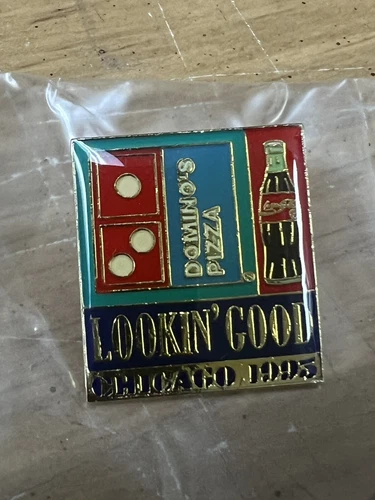 DOMINO'S
PIZZA
®
LOOKIN' GOOD
CHICAGO 1995